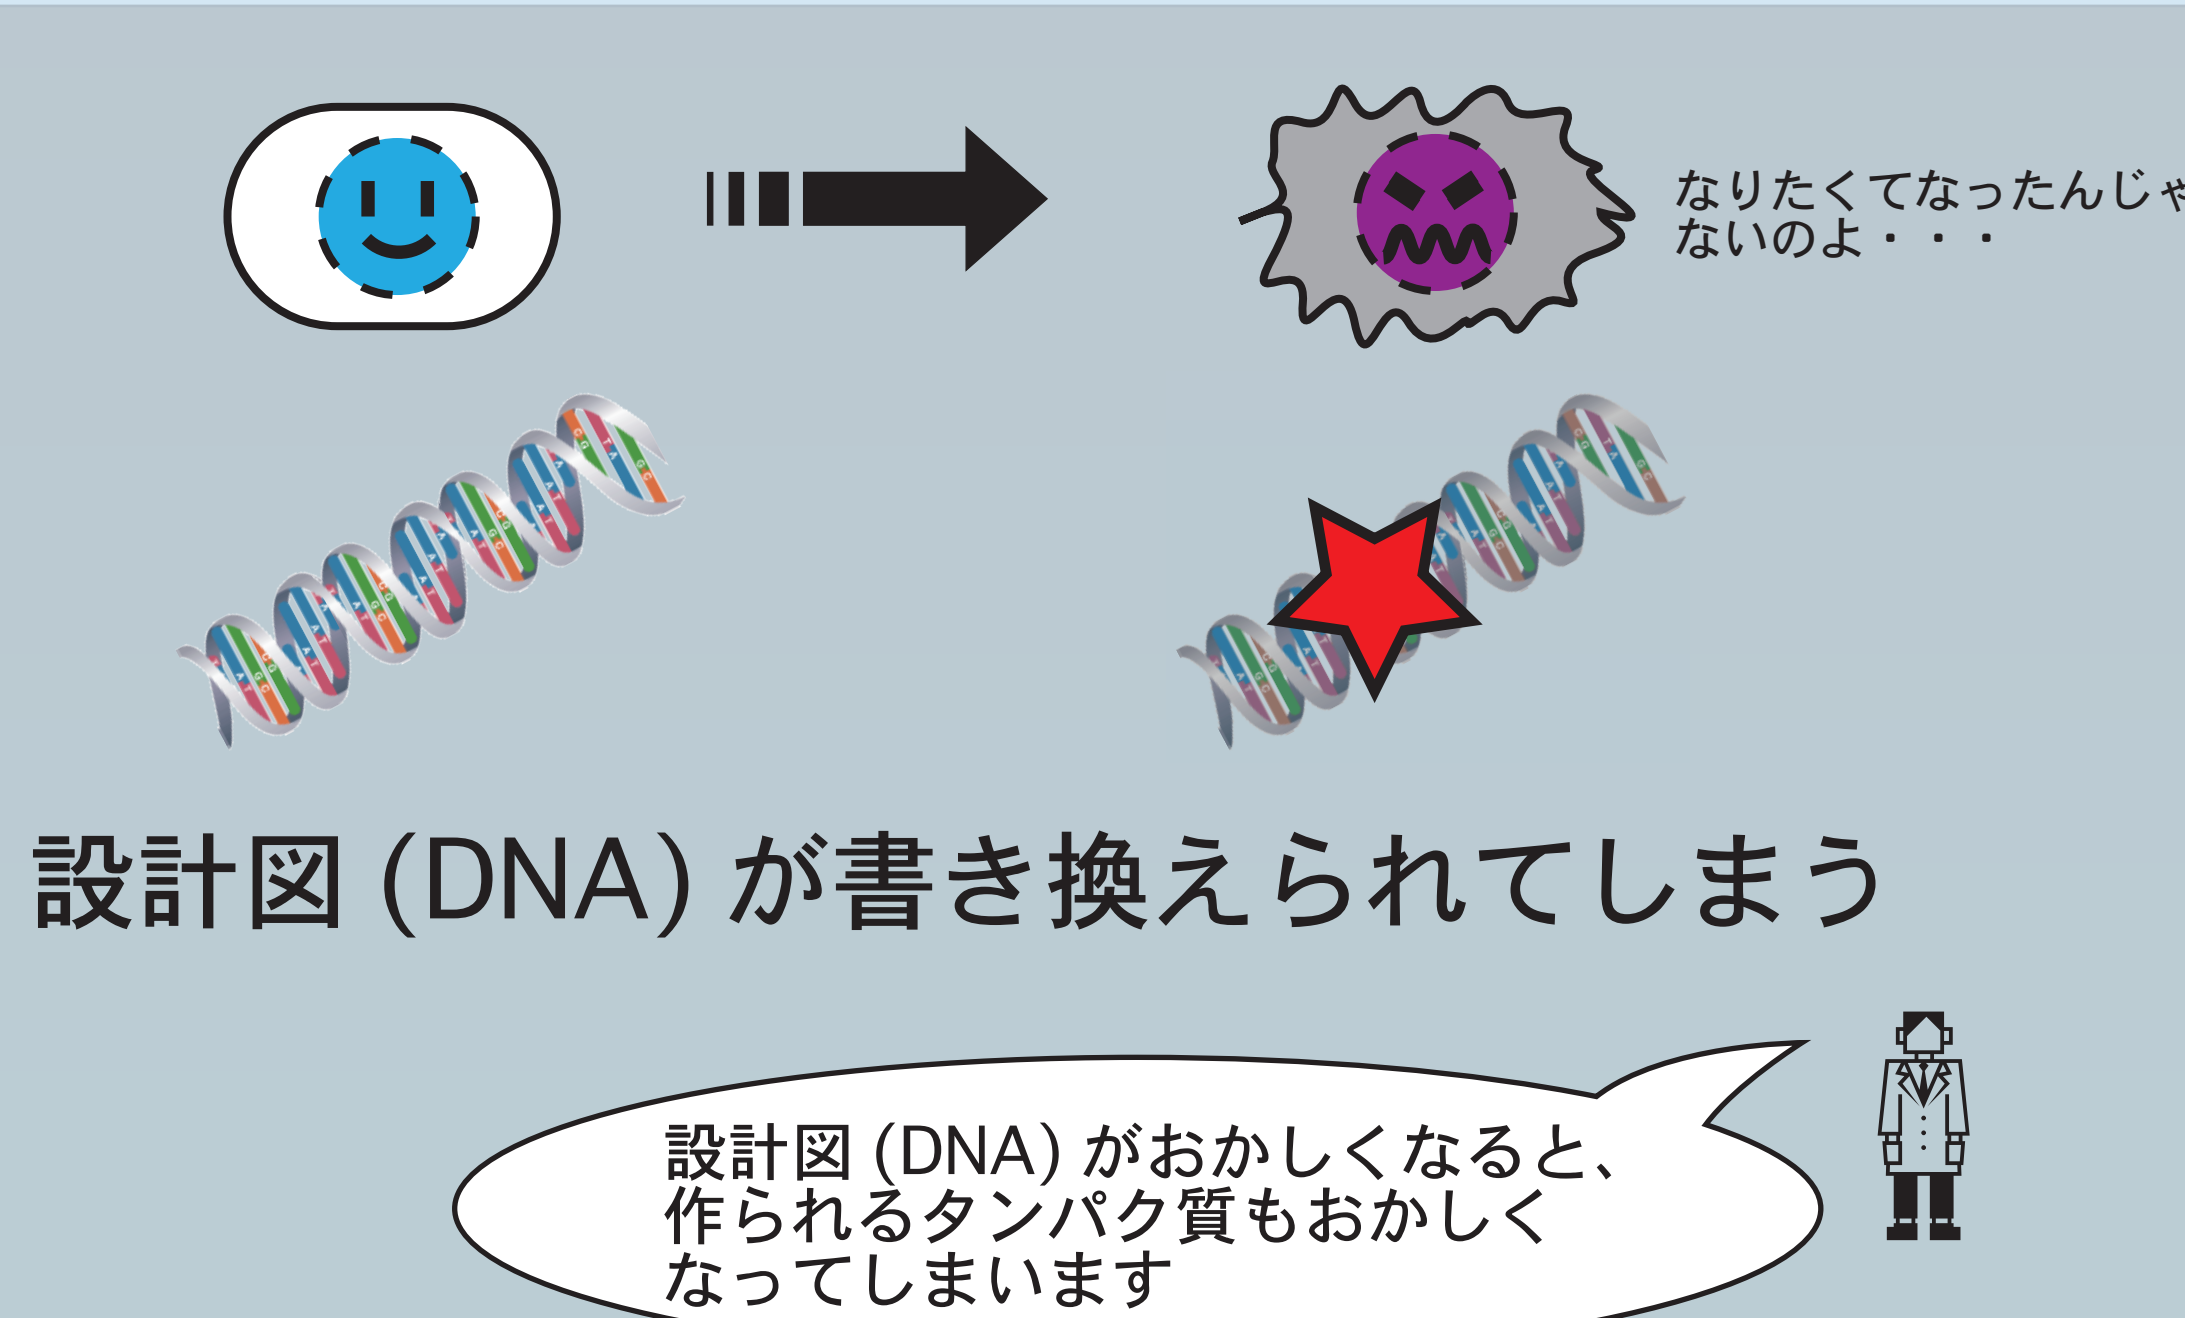 なりたくてなったんじゃ
ないのよ・・・
設計図 (DNA) が書き換えられてしまう
設計図 (DNA) がおかしくなると、
作られるタンパク質もおかしく
なってしまいます